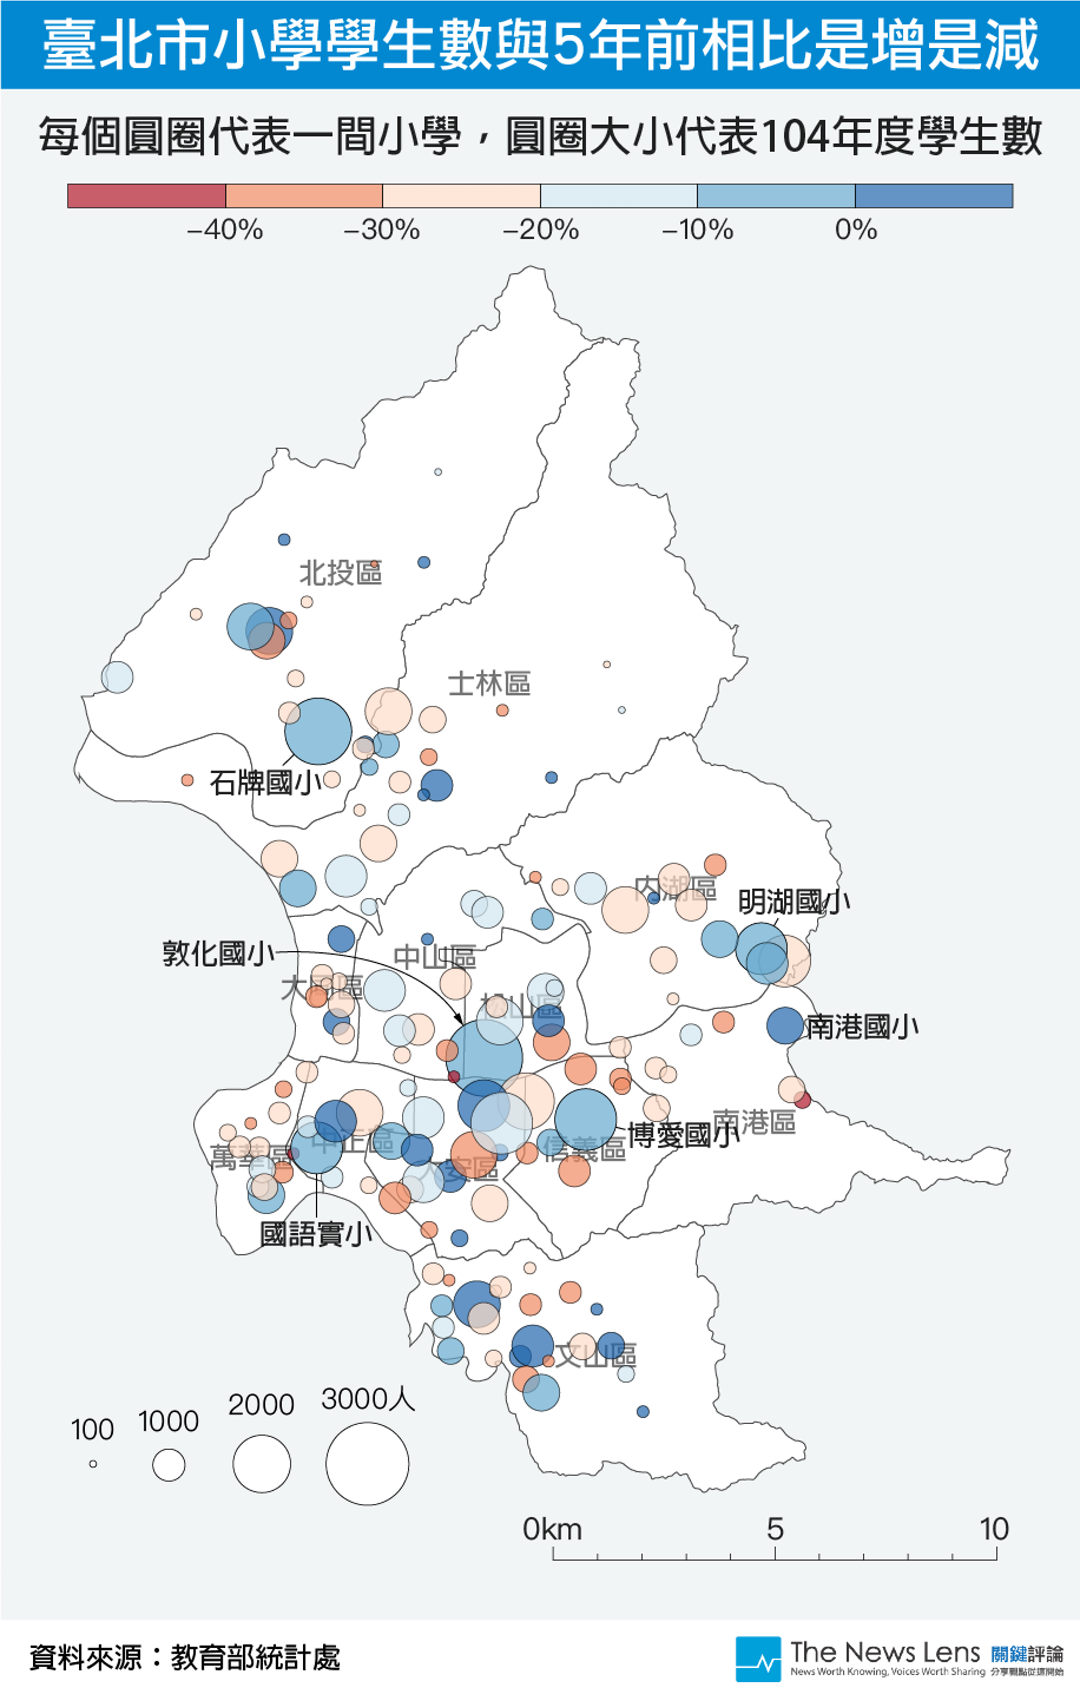 臺北市小學學生數與5年前相比是增是減
每個圓圈代表一間小學，圓圈大小代表104年度學生數
–40% –30% –20% –10% 0%
北投區
士林區
石牌國小
內湖區
明湖國小
敦化國小
中山區
大同區
松山區
南港國小
南港區
博愛國小
中正區
信義區
萬華區
大安區
國語實小
文山區
100 1000 2000 3000人
0km 5 10
資料來源：教育部統計處
The News Lens 關鍵評論
News Worth Knowing, Voices Worth Sharing 分享觀點從這開始